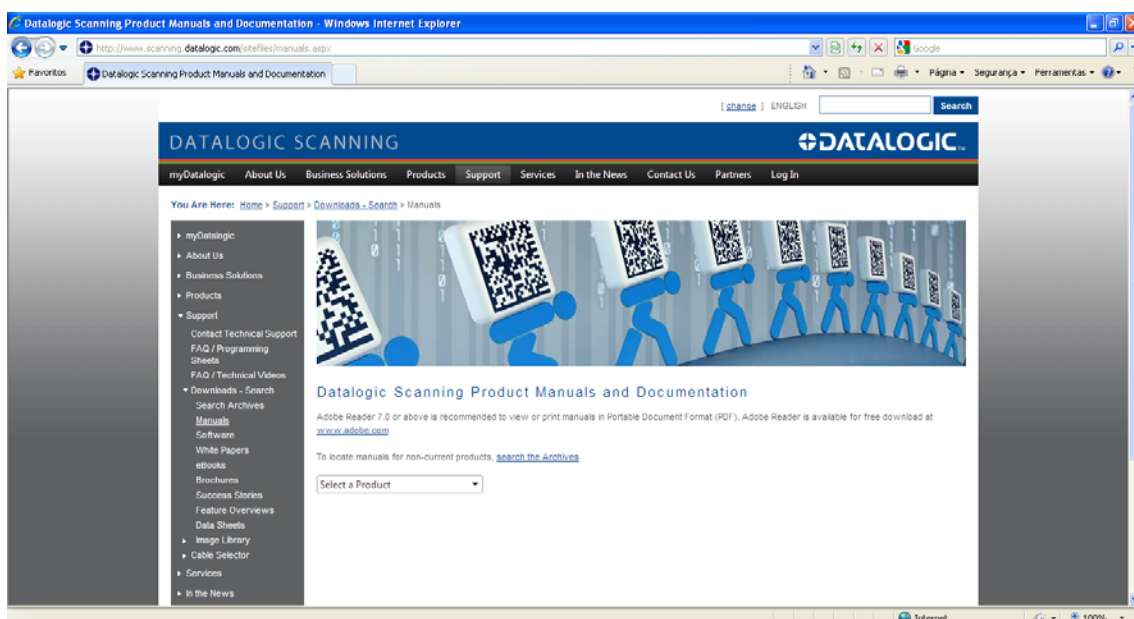 Datalogic Scanning Product Manuals and Documentation - Windows Internet Explorer
http://www.scanning.datalogic.com/sitefiles/manuals.aspx
Google
Favoritos
Datalogic Scanning Product Manuals and Documentation
Página
Segurança
Ferramentas
[ change ] ENGLISH
Search
DATALOGIC SCANNING
DATALOGIC
myDatalogic About Us Business Solutions Products Support Services In the News Contact Us Partners Log In
You Are Here: Home > Support > Downloads - Search > Manuals
myDatalogic
About Us
Business Solutions
Products
Support
Contact Technical Support
FAQ / Programming
Sheets
FAQ / Technical Videos
Downloads - Search
Search Archives
Manuals
Software
White Papers
eBooks
Brochures
Success Stories
Feature Overviews
Data Sheets
Image Library
Cable Selector
Services
In the News
Datalogic Scanning Product Manuals and Documentation
Adobe Reader 7.0 or above is recommended to view or print manuals in Portable Document Format (PDF). Adobe Reader is available for free download at
www.adobe.com
To locate manuals for non-current products, search the Archives.
Select a Product
Internet
100%